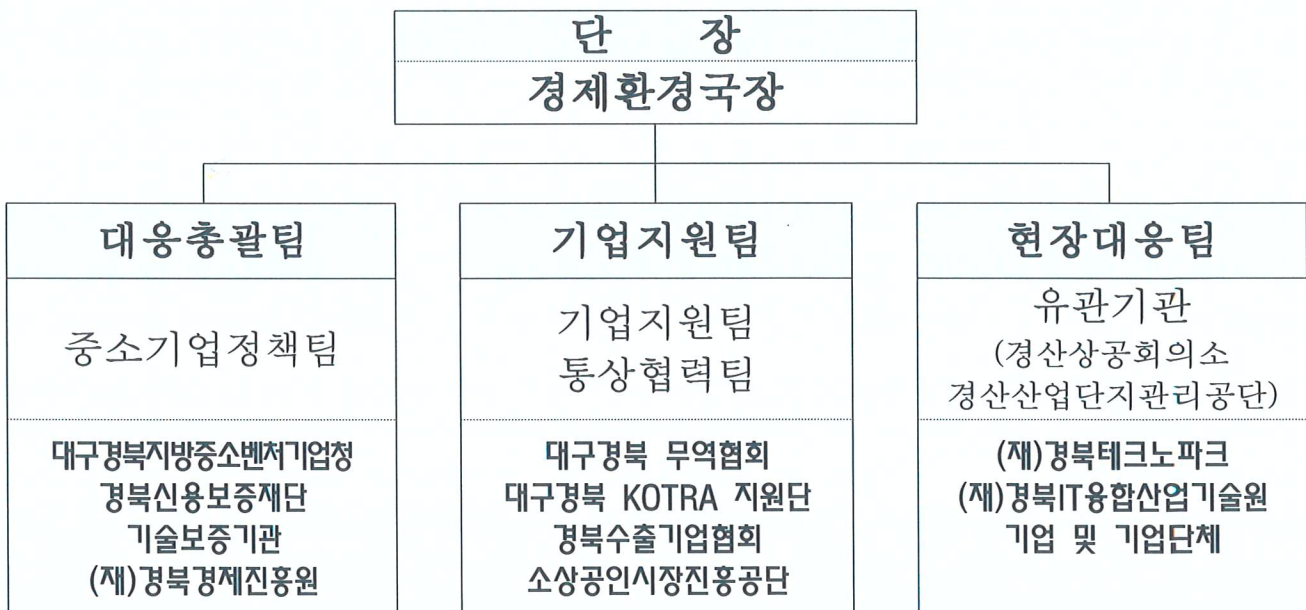 단 장
경제환경국장
대응총괄팀
중소기업정책팀
대구경북지방중소벤처기업청
경북신용보증재단
기술보증기관
(재)경북경제진흥원
기업지원팀
기업지원팀
통상협력팀
대구경북 무역협회
대구경북 KOTRA 지원단
경북수출기업협회
소상공인시장진흥공단
현장대응팀
유관기관
(경산상공회의소
경산산업단지관리공단)
(재)경북테크노파크
(재)경북IT융합산업기술원
기업 및 기업단체